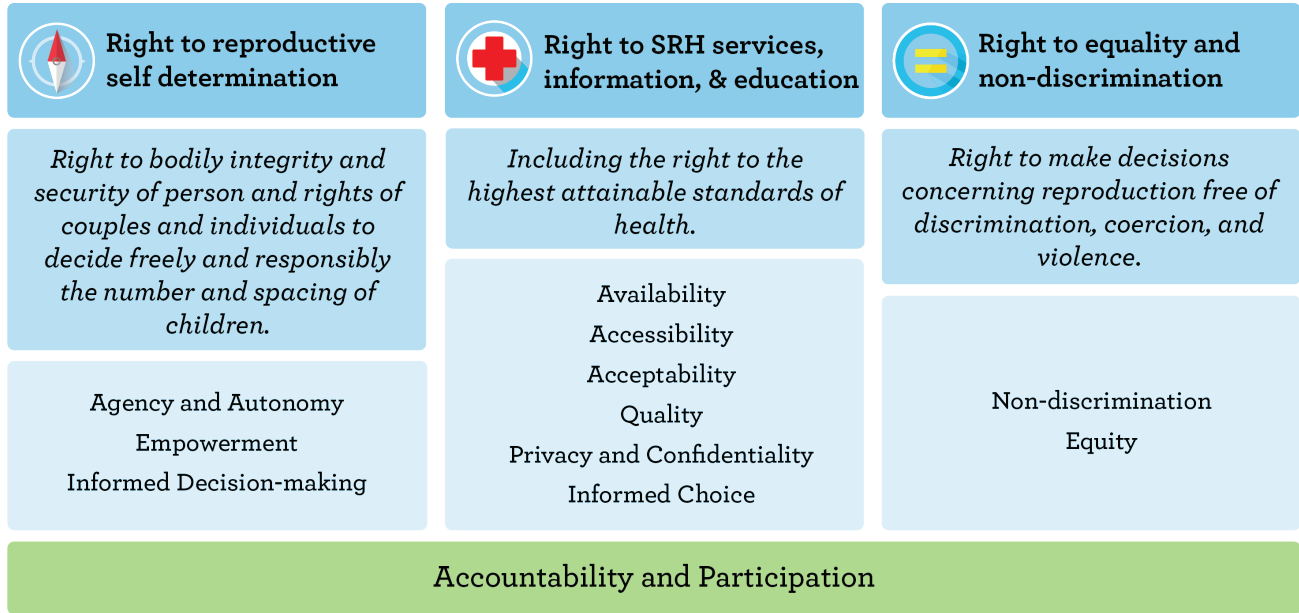 Right to reproductive
self determination
Right to bodily integrity and
security of person and rights of
couples and individuals to
decide freely and responsibly
the number and spacing of
children.
Agency and Autonomy
Empowerment
Informed Decision-making
Right to SRH services,
information, & education
Including the right to the
highest attainable standards of
health.
Availability
Accessibility
Acceptability
Quality
Privacy and Confidentiality
Informed Choice
Right to equality and
non-discrimination
Right to make decisions
concerning reproduction free of
discrimination, coercion, and
violence.
Non-discrimination
Equity
Accountability and Participation